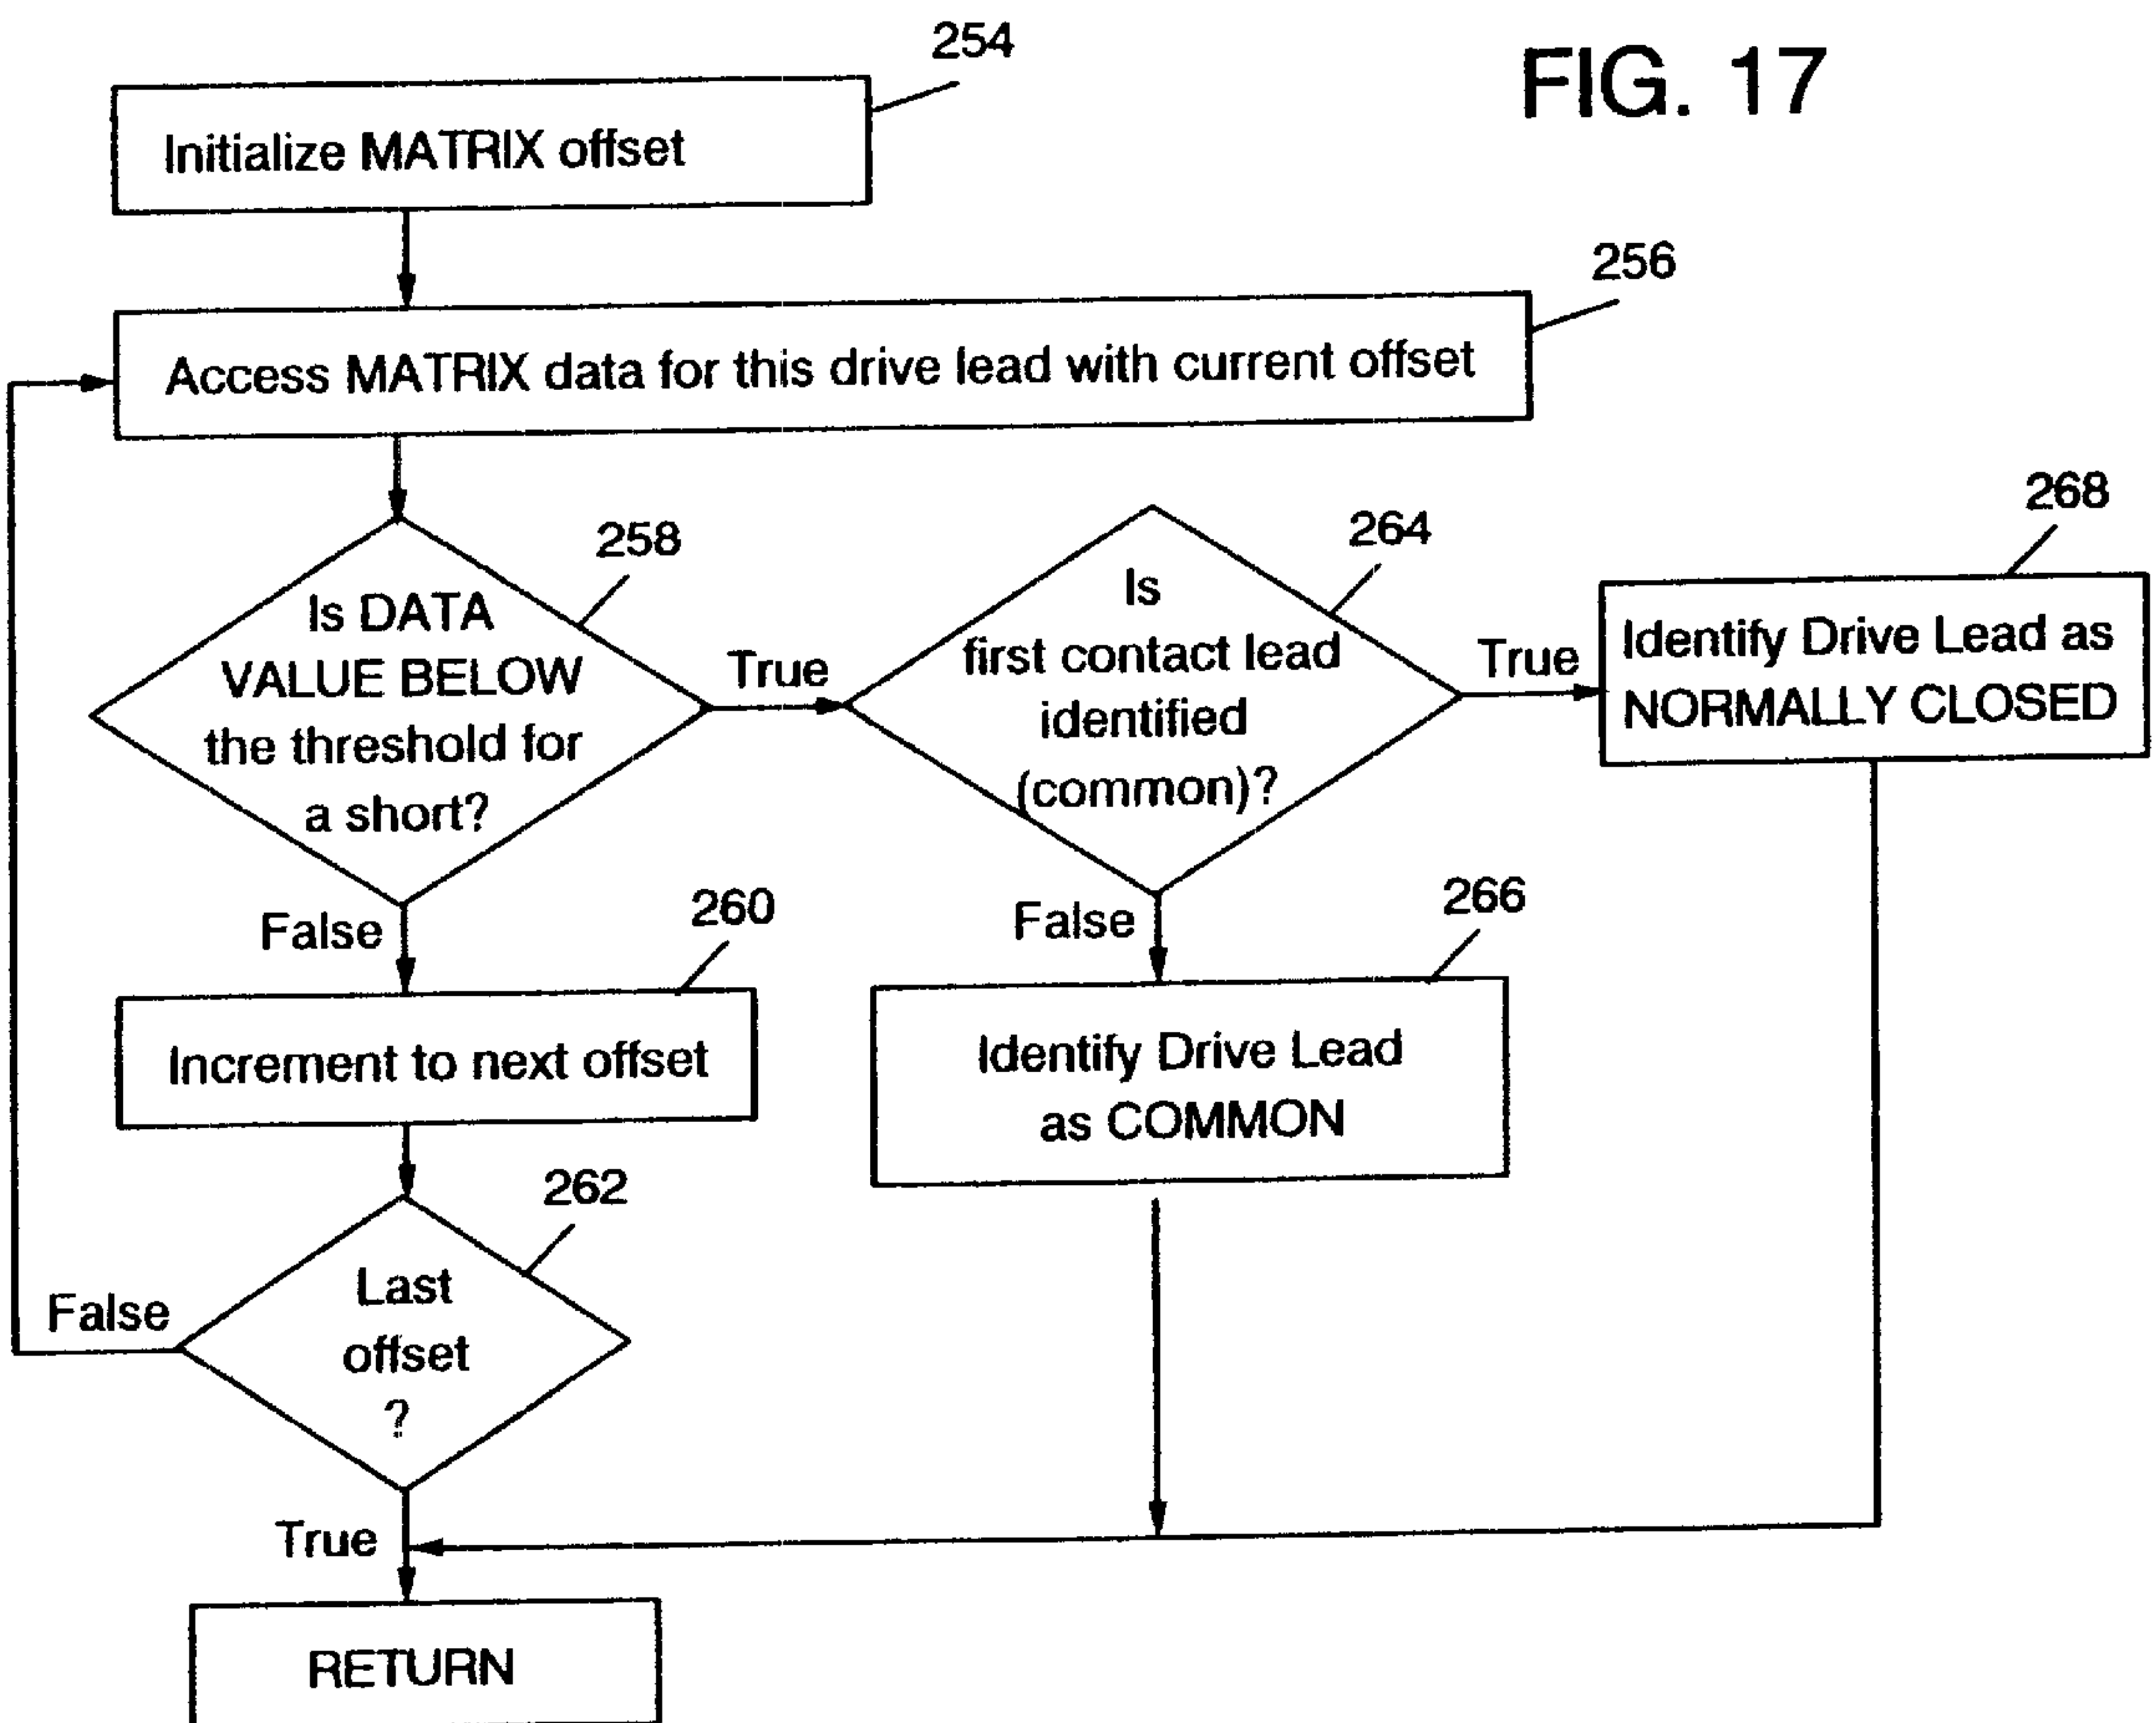 FIG. 17
254
Initialize MATRIX offset
256
Access MATRIX data for this drive lead with current offset
258
Is DATA
VALUE BELOW
the threshold for
a short?
True
264
Is
first contact lead
identified
(common)?
True
268
Identify Drive Lead as
NORMALLY CLOSED
False
260
Increment to next offset
False
266
Identify Drive Lead
as COMMON
262
Last
offset
?
False
True
RETURN